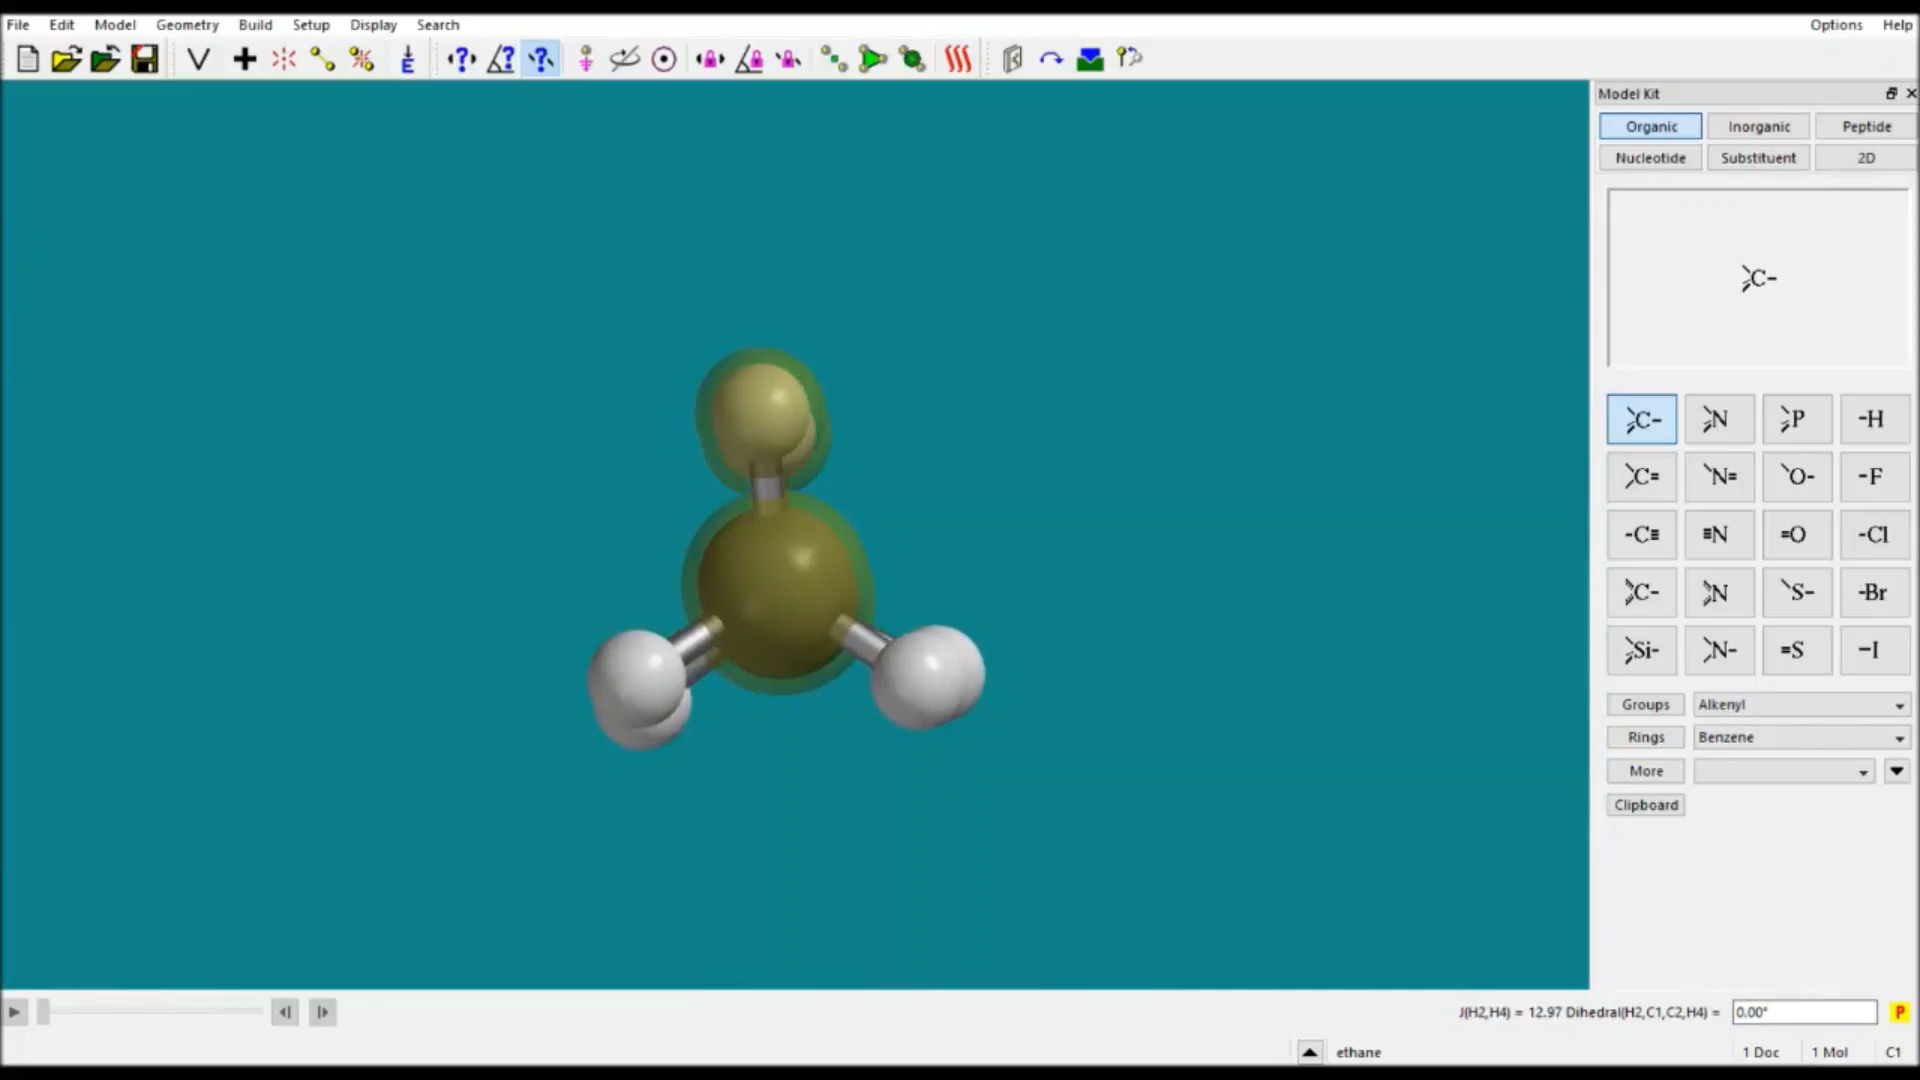 File Edit Model Geometry Build Setup Display Search Options Help
Model Kit
Organic Inorganic Peptide
Nucleotide Substituent 2D
C-
C- N P -H
C= N= O- -F
-C≡ ≡N =O -Cl
C- N S- -Br
Si- N- =S -I
Groups Alkenyl
Rings Benzene
More
Clipboard
J(H2,H4) = 12.97 Dihedral(H2,C1,C2,H4) = 0.00° P
ethane 1 Doc 1 Mol C1